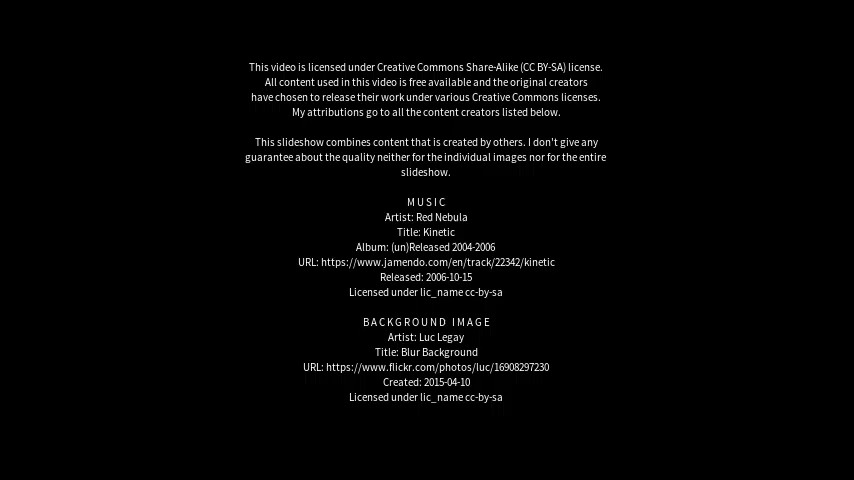 This video is licensed under Creative Commons Share-Alike (CC BY-SA) license.
All content used in this video is free available and the original creators
have chosen to release their work under various Creative Commons licenses.
My attributions go to all the content creators listed below.
This slideshow combines content that is created by others. I don't give any
guarantee about the quality neither for the individual images nor for the entire
slideshow.
MUSIC
Artist: Red Nebula
Title: Kinetic
Album: (un)Released 2004-2006
URL: https://www.jamendo.com/en/track/22342/kinetic
Released: 2006-10-15
Licensed under lic_name cc-by-sa
BACKGROUND IMAGE
Artist: Luc Legay
Title: Blur Background
URL: https://www.flickr.com/photos/luc/16908297230
Created: 2015-04-10
Licensed under lic_name cc-by-sa